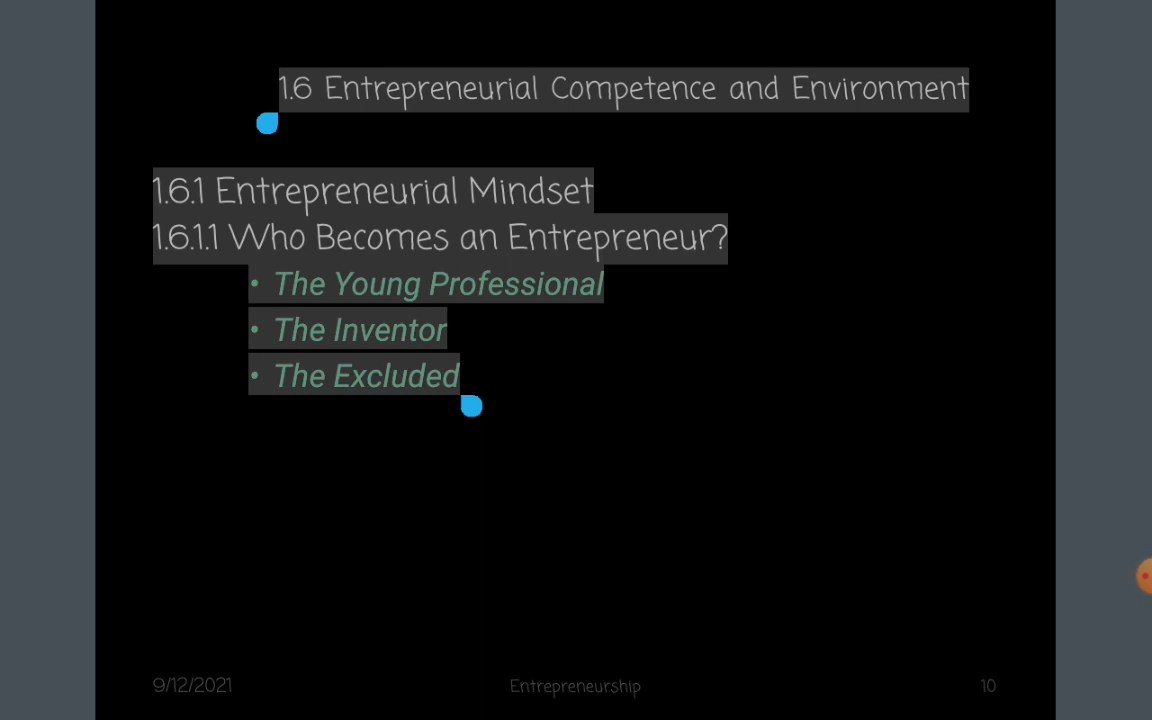 1.6 Entrepreneurial Competence and Environment
1.6.1 Entrepreneurial Mindset
1.6.1.1 Who Becomes an Entrepreneur?
• The Young Professional
• The Inventor
• The Excluded
9/12/2021 Entrepreneurship 10